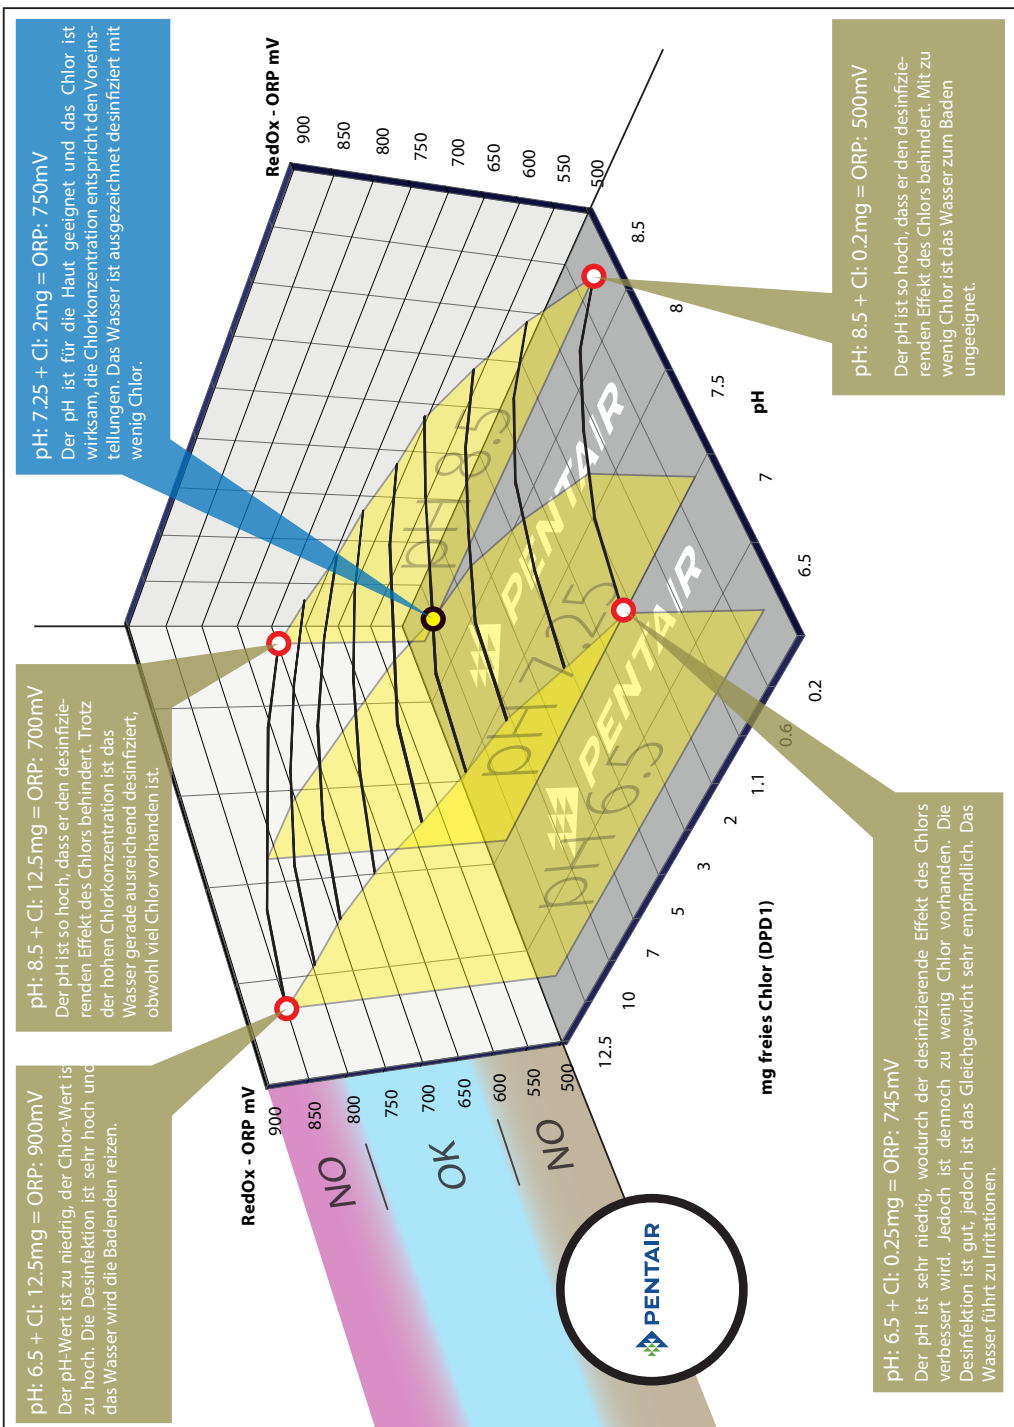 pH: 6.5 + Cl: 12.5mg = ORP: 900mV
Der pH-Wert ist zu niedrig, der Chlor-Wert is
zu hoch. Die Desinfektion ist sehr hoch und
das Wasser wird die Badenden reizen.
pH: 8.5 + Cl: 12.5mg = ORP: 700mV
Der pH ist so hoch, dass er den desinfizie-
renden Effekt des Chlors behindert. Trotz
der hohen Chlorkonzentration ist das
Wasser gerade ausreichend desinfiziert,
obwohl viel Chlor vorhanden ist.
pH: 7.25 + Cl: 2mg = ORP: 750mV
Der pH ist für die Haut geeignet und das Chlor ist
wirksam, die Chlorkonzentration entspricht den Voreins-
tellungen. Das Wasser ist ausgezeichnet desinfiziert mit
wenig Chlor.
RedOx - ORP mV
900
850
800
750
700
650
600
550
500
NO
OK
NO
RedOx - ORP mV
900
850
800
750
700
650
600
550
500
pH 8.5
pH 7.25
pH 6.5
PENTAIR
PENTAIR
12.5
10
7
5
3
2
1.1
0.6
0.2
mg freies Chlor (DPD1)
6.5
7
7.5
8
8.5
pH
PENTAIR
pH: 6.5 + Cl: 0.25mg = ORP: 745mV
Der pH ist sehr niedrig, wodurch der desinfizierende Effekt des Chlors
verbessert wird. Jedoch ist dennoch zu wenig Chlor vorhanden. Die
Desinfektion ist gut, jedoch ist das Gleichgewicht sehr empfindlich. Das
Wasser führt zu Irritationen.
pH: 8.5 + Cl: 0.2mg = ORP: 500mV
Der pH ist so hoch, dass er den desinfizie-
renden Effekt des Chlors behindert. Mit zu
wenig Chlor ist das Wasser zum Baden
ungeeignet.